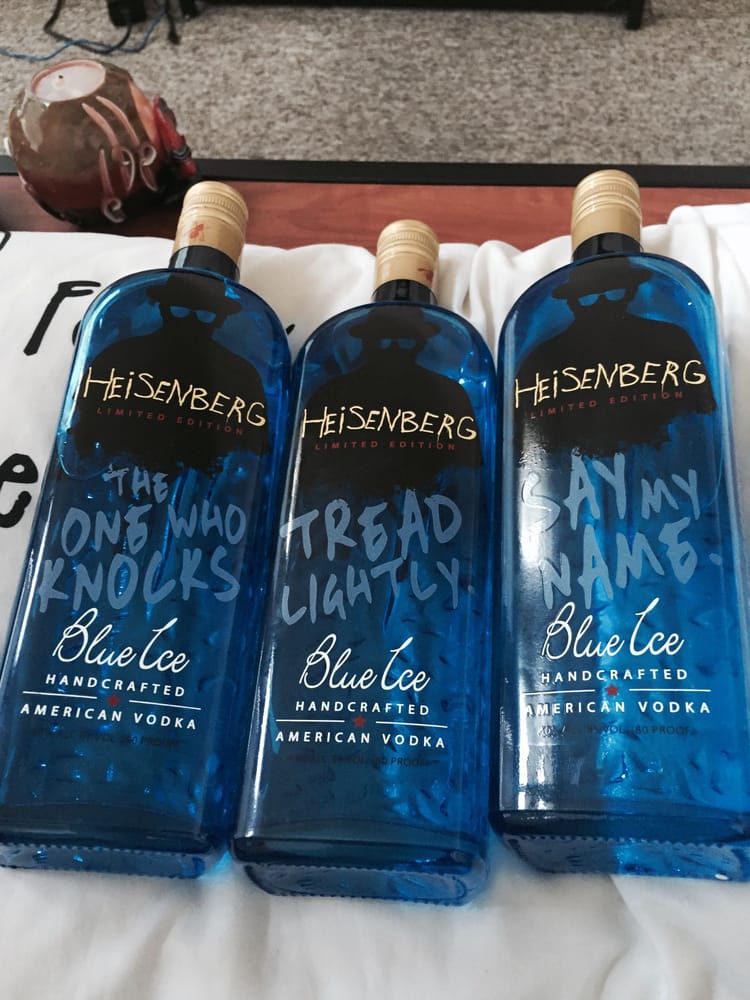 HEiSENBERG
LIMITED EDITION
THE
ONE WHO
KNOCKS
Blue Ice
HANDCRAFTED
AMERICAN VODKA
HEiSENBERG
LIMITED EDITION
TREAD
LIGHTLY.
Blue Ice
HANDCRAFTED
AMERICAN VODKA
HEiSENBERG
LIMITED EDITION
SAY MY
NAME.
Blue Ice
HANDCRAFTED
AMERICAN VODKA